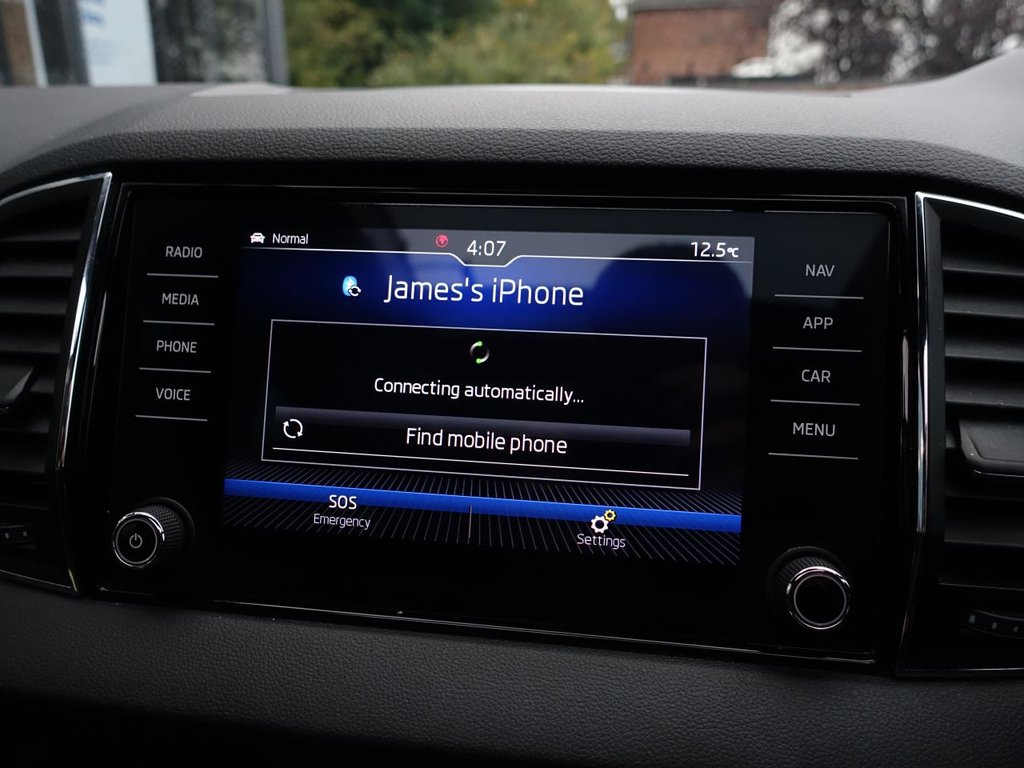 Normal
4:07
12.5°C
James's iPhone
Connecting automatically...
Find mobile phone
SOS
Emergency
Settings
RADIO
MEDIA
PHONE
VOICE
NAV
APP
CAR
MENU